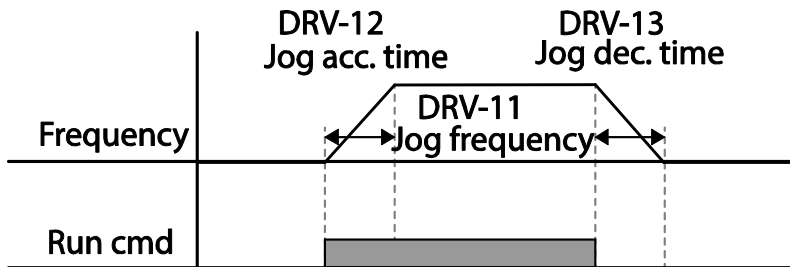 DRV-12
Jog acc. time
DRV-13
Jog dec. time
DRV-11
Jog frequency
Frequency
Run cmd